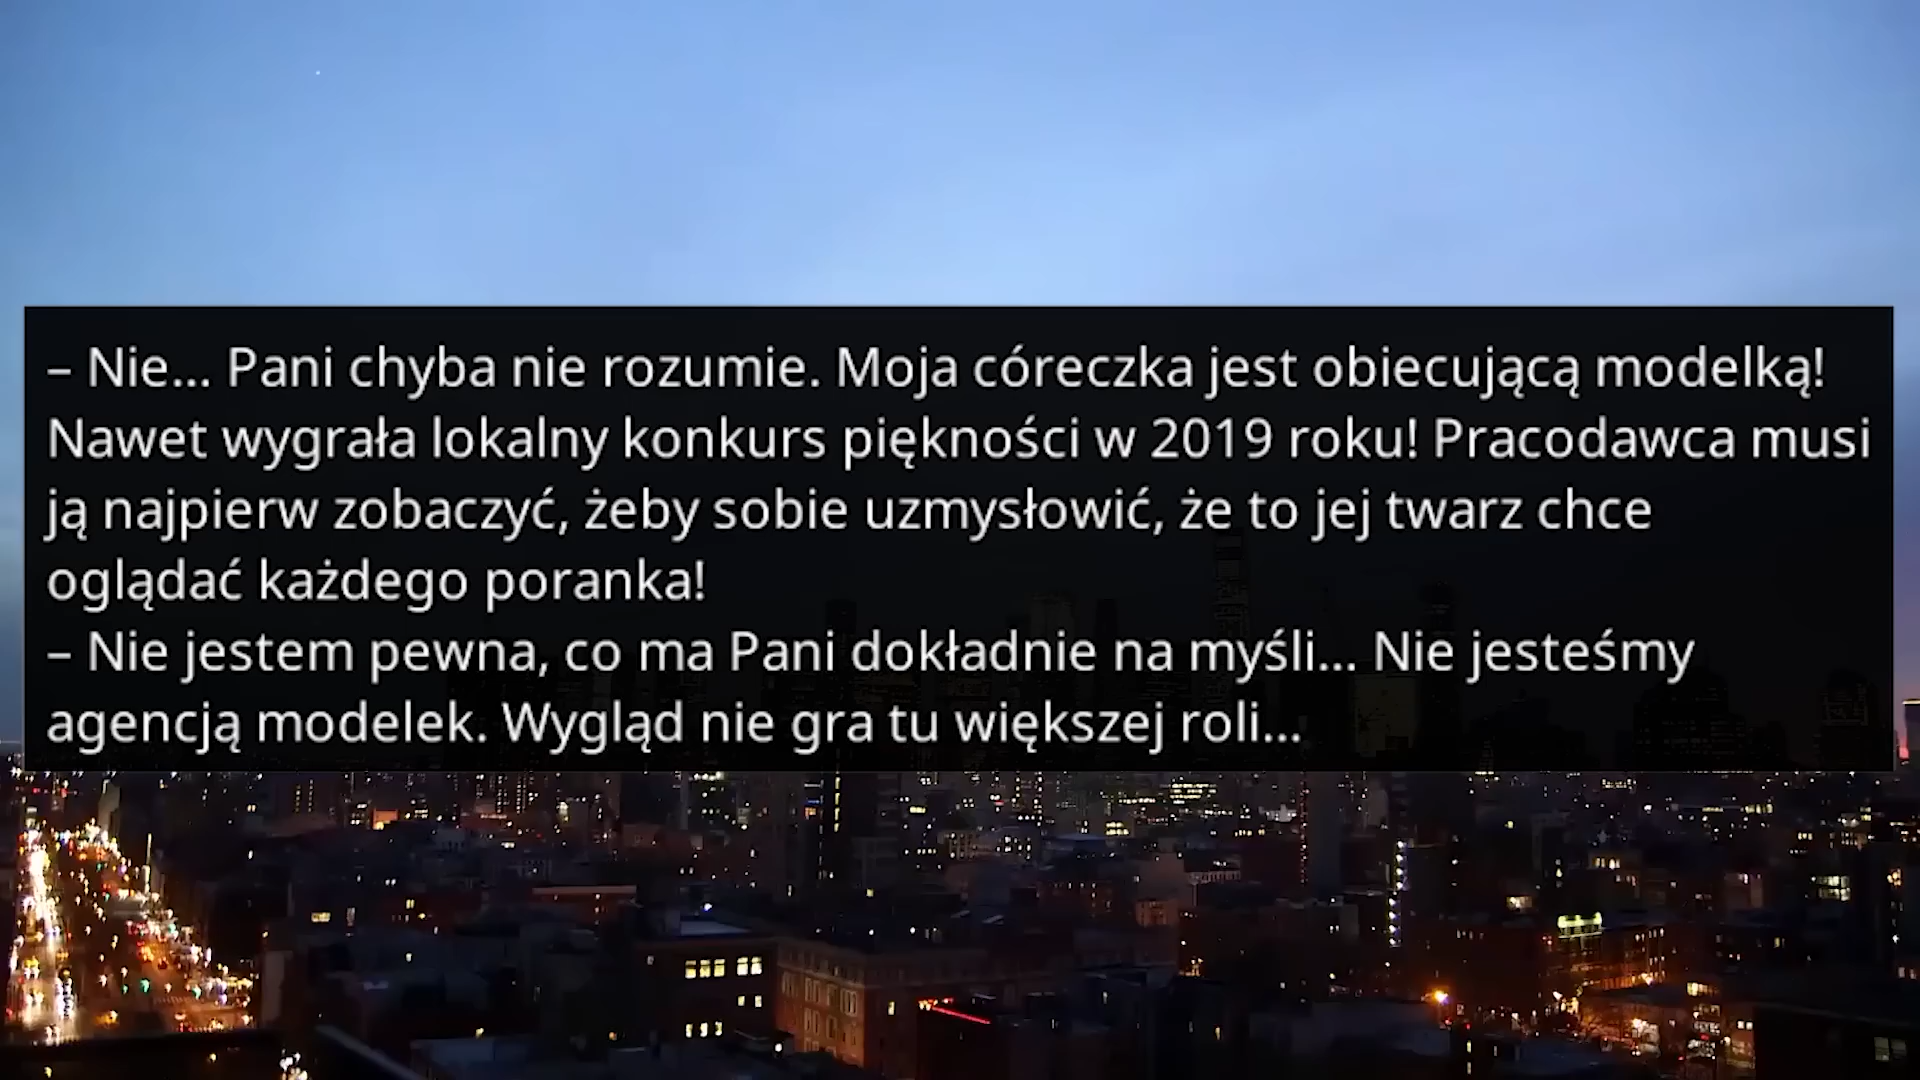 – Nie... Pani chyba nie rozumie. Moja córeczka jest obiecującą modelką!
Nawet wygrała lokalny konkurs piękności w 2019 roku! Pracodawca musi
ją najpierw zobaczyć, żeby sobie uzmysłowić, że to jej twarz chce
oglądać każdego poranka!
– Nie jestem pewna, co ma Pani dokładnie na myśli... Nie jesteśmy
agencją modelek. Wygląd nie gra tu większej roli...